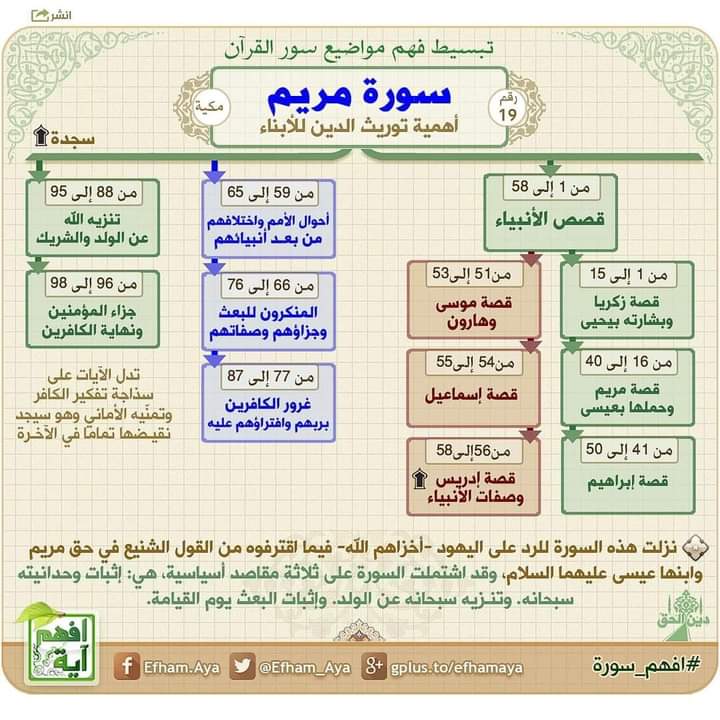 انشر
تبسيط فهم مواضيع سور القرآن
سورة مريم
رقم
19
مكية
أهمية توريث الدين للأبناء
سجدة
من 1 إلى 58
قصص الأنبياء
من 1 إلى 15
قصة زكريا
وبشارته بيحيى
من 16 إلى 40
قصة مريم
وحملها بعيسى
من 41 إلى 50
قصة إبراهيم
من51 إلى53
قصة موسى
وهارون
من54 إلى55
قصة إسماعيل
من56إلى58
قصة إدريس
وصفات الأنبياء
من 59 إلى 65
أحوال الأمم واختلافهم
من بعد أنبيائهم
من 66 إلى 76
المنكرون للبعث
وجزاؤهم وصفاتهم
من 77 إلى 87
غرور الكافرين
بربهم وافتراؤهم عليه
من 88 إلى 95
تنزيه الله
عن الولد والشريك
من 96 إلى 98
جزاء المؤمنين
ونهاية الكافرين
تدل الآيات على
سذاجة تفكير الكافر
وتمنّيه الأماني وهو سيجد
نقيضها تماما في الآخرة
نزلت هذه السورة للرد على اليهود -أخزاهم الله- فيما اقترفوه من القول الشنيع في حق مريم
وابنها عيسى عليهما السلام، وقد اشتملت السورة على ثلاثة مقاصد أساسية، هي: إثبات وحدانيته
سبحانه. وتنزيه سبحانه عن الولد. وإثبات البعث يوم القيامة.
دين الحق
افهم
آية
Efham.Aya
@Efham_Aya
gplus.to/efhamaya
#افهم_سورة